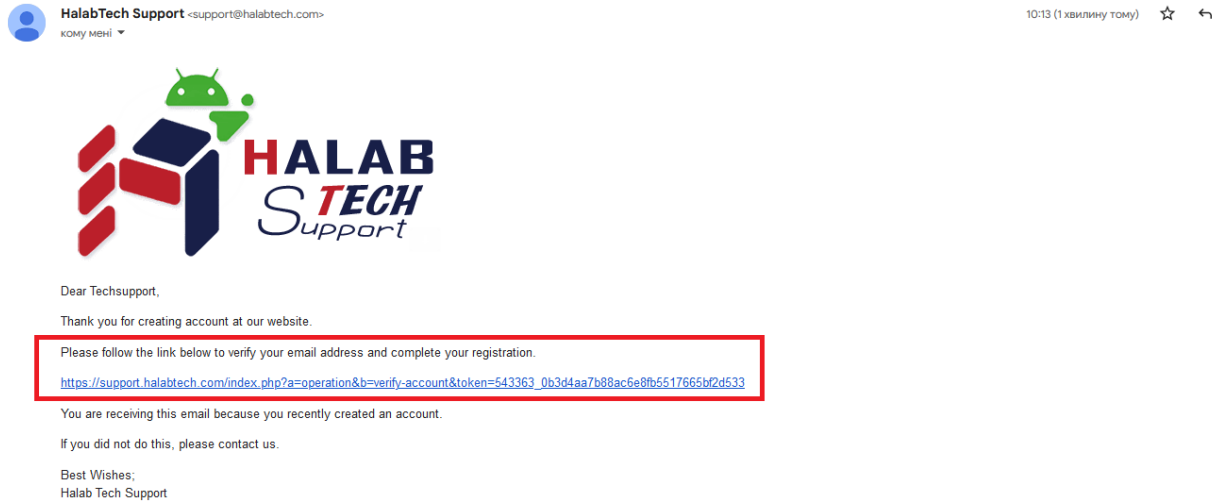 HalabTech Support <support@halabtech.com>
10:13 (1 хвилину тому)
кому мені
HALAB
TECH
Support
Dear Techsupport,
Thank you for creating account at our website.
Please follow the link below to verify your email address and complete your registration.
https://support.halabtech.com/index.php?a=operation&b=verify-account&token=543363_0b3d4aa7b88ac6e8fb5517665bf2d533
You are receiving this email because you recently created an account.
If you did not do this, please contact us.
Best Wishes;
Halab Tech Support